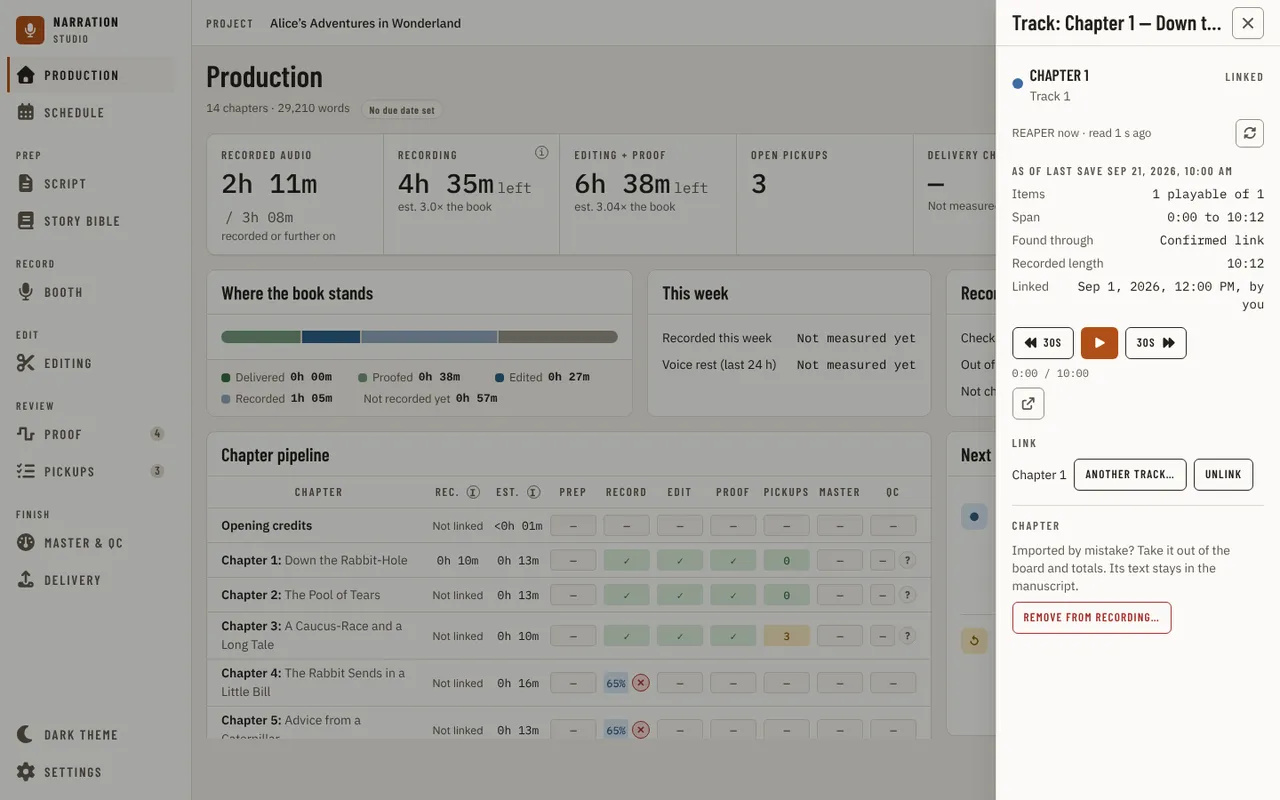 NARRATION
STUDIO
PRODUCTION
SCHEDULE
PREP
SCRIPT
STORY BIBLE
RECORD
BOOTH
EDIT
EDITING
REVIEW
PROOF 4
PICKUPS 3
FINISH
MASTER & QC
DELIVERY
DARK THEME
SETTINGS
PROJECT Alice's Adventures in Wonderland
Production
14 chapters · 29,210 words No due date set
RECORDED AUDIO
2h 11m
/ 3h 08m
recorded or further on
RECORDING
4h 35m left
est. 3.0× the book
EDITING + PROOF
6h 38m left
est. 3.04× the book
OPEN PICKUPS
3
DELIVERY CH
—
Not measure
Where the book stands
Delivered 0h 00m Proofed 0h 38m Edited 0h 27m
Recorded 1h 05m Not recorded yet 0h 57m
This week
Recorded this week Not measured yet
Voice rest (last 24 h) Not measured yet
Recor
Check
Out of
Not ch
Chapter pipeline
CHAPTER REC. EST. PREP RECORD EDIT PROOF PICKUPS MASTER QC
Opening credits Not linked <0h 01m — — — — — — —
Chapter 1: Down the Rabbit-Hole 0h 10m 0h 13m — ✓ ✓ ✓ 0 — — ?
Chapter 2: The Pool of Tears Not linked 0h 13m — ✓ ✓ ✓ 0 — — ?
Chapter 3: A Caucus-Race and a
Long Tale Not linked 0h 10m — ✓ ✓ ✓ 3 — — ?
Chapter 4: The Rabbit Sends in a
Little Bill Not linked 0h 16m — 65% — — — — —
Chapter 5: Advice from a
Caterpillar Not linked 0h 13m — 65% — — — — —
Next
Track: Chapter 1 — Down t...
CHAPTER 1 LINKED
Track 1
REAPER now · read 1 s ago
AS OF LAST SAVE SEP 21, 2026, 10:00 AM
Items 1 playable of 1
Span 0:00 to 10:12
Found through Confirmed link
Recorded length 10:12
Linked Sep 1, 2026, 12:00 PM, by
you
30S 30S
0:00 / 10:00
LINK
Chapter 1 ANOTHER TRACK... UNLINK
CHAPTER
Imported by mistake? Take it out of the
board and totals. Its text stays in the
manuscript.
REMOVE FROM RECORDING...